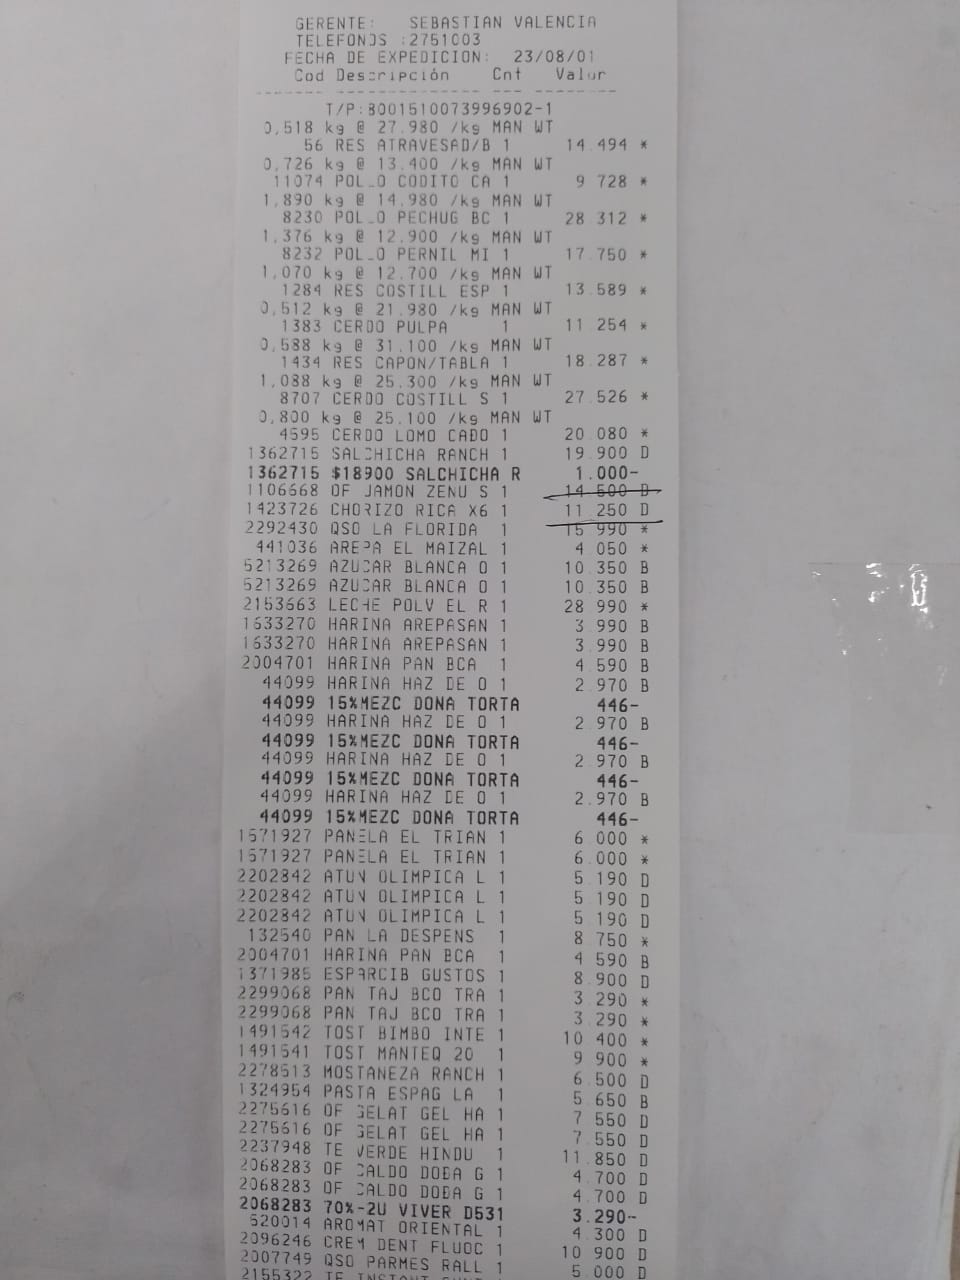 GERENTE: SEBASTIAN VALENCIA
TELEFONOS :2751003
FECHA DE EXPEDICION: 23/08/01
Cod Descripción Cnt Valor
T/P:8001510073996902-1
0,518 kg @ 27.980 /kg MAN WT
56 RES ATRAVESAD/B 1 14.494 *
0,726 kg @ 13.400 /kg MAN WT
11074 POLLO CODITO CA 1 9.728 *
1,890 kg @ 14.980 /kg MAN WT
8230 POLLO PECHUG BC 1 28.312 *
1,376 kg @ 12.900 /kg MAN WT
8232 POLLO PERNIL MI 1 17.750 *
1,070 kg @ 12.700 /kg MAN WT
1284 RES COSTILL ESP 1 13.589 *
0,512 kg @ 21.980 /kg MAN WT
1383 CERDO PULPA 1 11.254 *
0,588 kg @ 31.100 /kg MAN WT
1434 RES CAPON/TABLA 1 18.287 *
1,088 kg @ 25.300 /kg MAN WT
8707 CERDO COSTILL S 1 27.526 *
0,800 kg @ 25.100 /kg MAN WT
4595 CERDO LOMO CAÐO 1 20.080 *
1362715 SALCHICHA RANCH 1 19.900 D
1362715 $18900 SALCHICHA R 1.000-
1106668 OF JAMON ZENU S 1 14.500 D
1423726 CHORIZO RICA X6 1 11.250 D
2292430 QSO LA FLORIDA 1 15.990 *
441036 AREPA EL MAIZAL 1 4.050 *
5213269 AZUCAR BLANCA O 1 10.350 B
5213269 AZUCAR BLANCA O 1 10.350 B
2153663 LECHE POLV EL R 1 28.990 *
1633270 HARINA AREPASAN 1 3.990 B
1633270 HARINA AREPASAN 1 3.990 B
2004701 HARINA PAN BCA 1 4.590 B
44099 HARINA HAZ DE O 1 2.970 B
44099 15%MEZC DONA TORTA 446-
44099 HARINA HAZ DE O 1 2.970 B
44099 15%MEZC DONA TORTA 446-
44099 HARINA HAZ DE O 1 2.970 B
44099 15%MEZC DONA TORTA 446-
44099 HARINA HAZ DE O 1 2.970 B
44099 15%MEZC DONA TORTA 446-
1571927 PANELA EL TRIAN 1 6.000 *
1571927 PANELA EL TRIAN 1 6.000 *
2202842 ATUN OLIMPICA L 1 5.190 D
2202842 ATUN OLIMPICA L 1 5.190 D
2202842 ATUN OLIMPICA L 1 5.190 D
132540 PAN LA DESPENS 1 8.750 *
2004701 HARINA PAN BCA 1 4.590 B
1371985 ESPARCIB GUSTOS 1 8.900 D
2299068 PAN TAJ BCO TRA 1 3.290 *
2299068 PAN TAJ BCO TRA 1 3.290 *
1491542 TOST BIMBO INTE 1 10.400 *
1491541 TOST MANTEQ 20 1 9.900 *
2278513 MOSTANEZA RANCH 1 6.500 D
1324954 PASTA ESPAG LA 1 5.650 B
2275616 OF GELAT GEL HA 1 7.550 D
2275616 OF GELAT GEL HA 1 7.550 D
2237948 TE VERDE HINDU 1 11.850 D
2068283 OF CALDO DOÐA G 1 4.700 D
2068283 OF CALDO DOÐA G 1 4.700 D
2068283 70%-2U VIVER D531 3.290-
520014 AROMAT ORIENTAL 1 4.300 D
2096246 CREM DENT FLUOC 1 10.900 D
2007749 QSO PARMES RALL 1 5.000 D
2155322 TE INSTANT